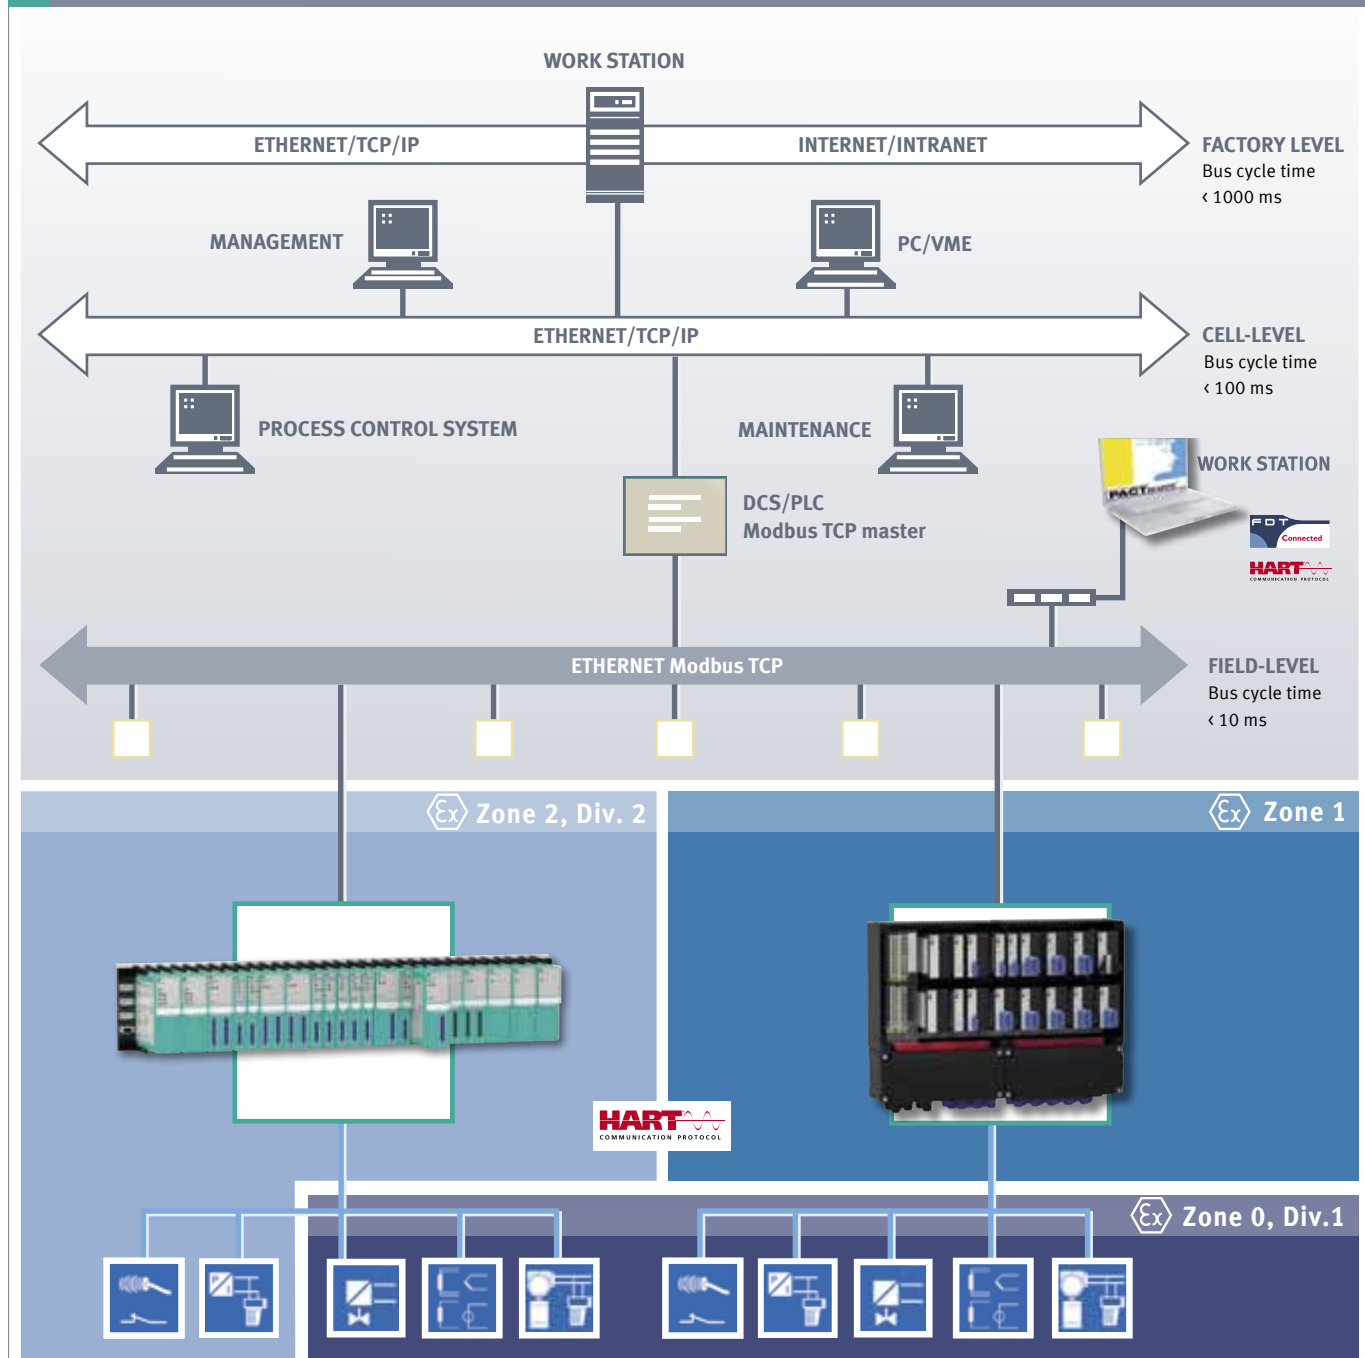 WORK STATION
ETHERNET/TCP/IP
INTERNET/INTRANET
FACTORY LEVEL
Bus cycle time
< 1000 ms
MANAGEMENT
PC/VME
ETHERNET/TCP/IP
CELL-LEVEL
Bus cycle time
< 100 ms
PROCESS CONTROL SYSTEM
MAINTENANCE
WORK STATION
DCS/PLC
Modbus TCP master
FDT
Connected
HART
COMMUNICATION PROTOCOL
ETHERNET Modbus TCP
FIELD-LEVEL
Bus cycle time
< 10 ms
Ex Zone 2, Div. 2
Ex Zone 1
HART
COMMUNICATION PROTOCOL
Ex Zone 0, Div.1